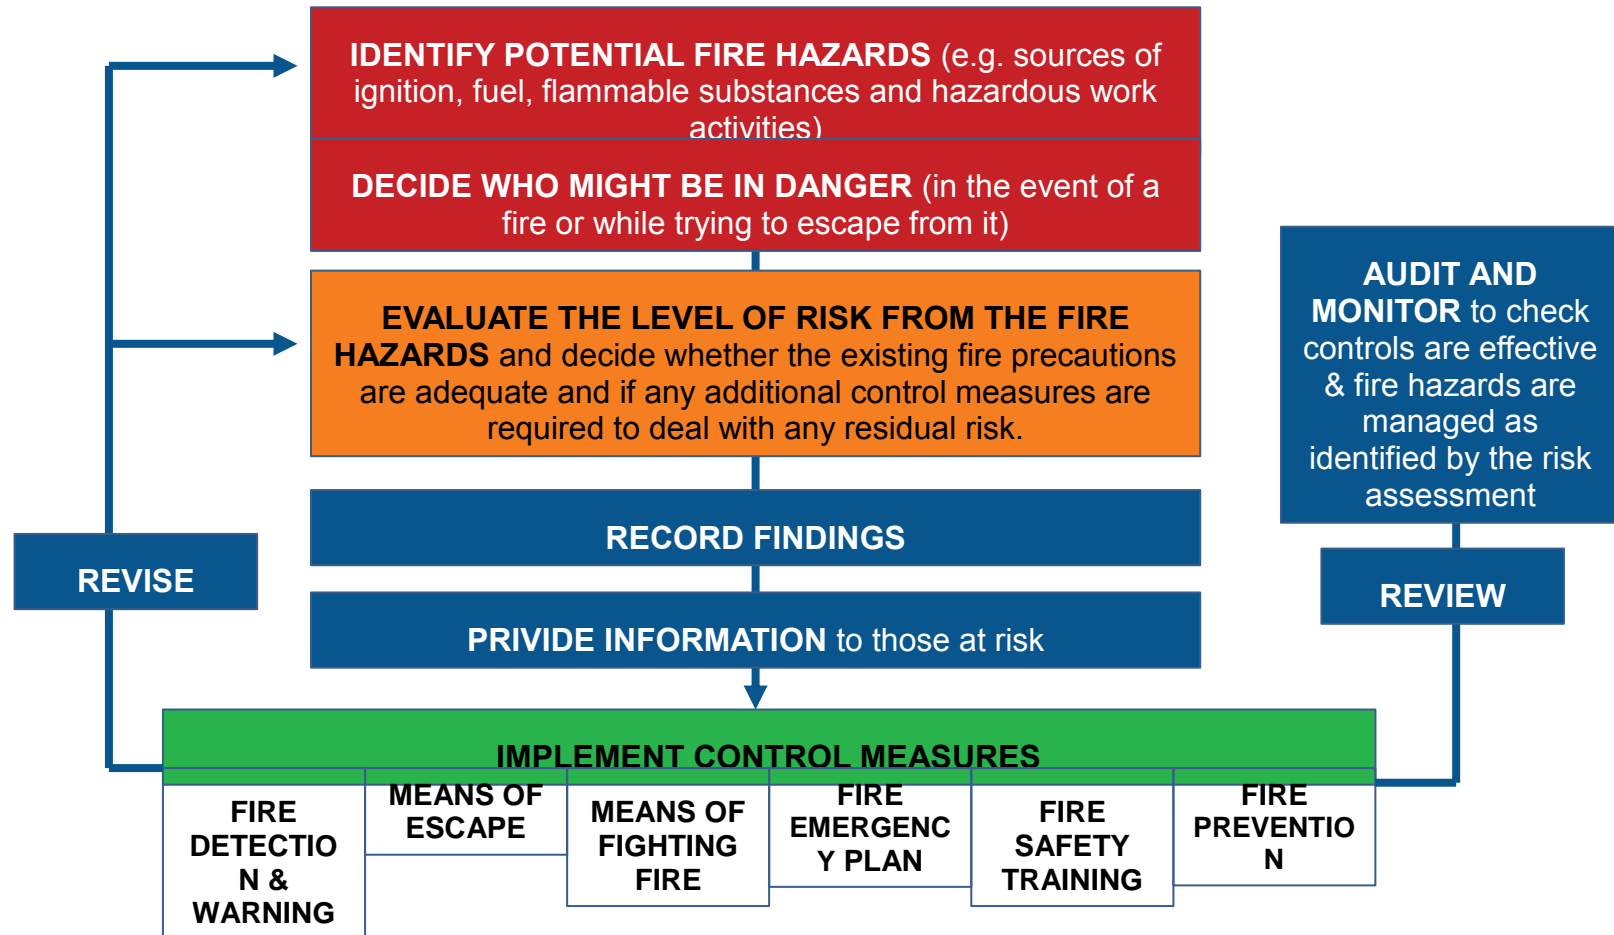 IDENTIFY POTENTIAL FIRE HAZARDS (e.g. sources of
ignition, fuel, flammable substances and hazardous work
activities)
DECIDE WHO MIGHT BE IN DANGER (in the event of a
fire or while trying to escape from it)
EVALUATE THE LEVEL OF RISK FROM THE FIRE
HAZARDS and decide whether the existing fire precautions
are adequate and if any additional control measures are
required to deal with any residual risk.
AUDIT AND
MONITOR to check
controls are effective
& fire hazards are
managed as
identified by the risk
assessment
RECORD FINDINGS
REVISE
REVIEW
PRIVIDE INFORMATION to those at risk
IMPLEMENT CONTROL MEASURES
FIRE
DETECTIO
N &
WARNING
MEANS OF
ESCAPE
MEANS OF
FIGHTING
FIRE
FIRE
EMERGENC
Y PLAN
FIRE
SAFETY
TRAINING
FIRE
PREVENTIO
N